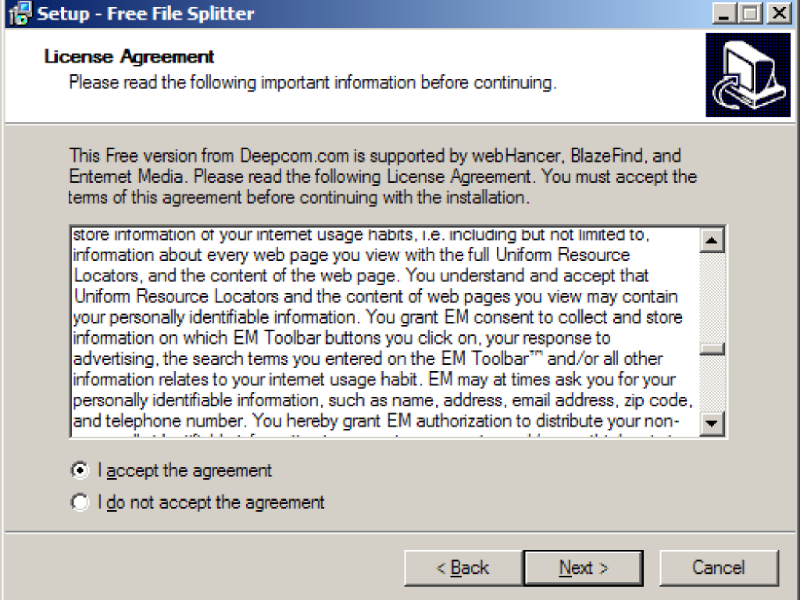 Setup - Free File Splitter
License Agreement
Please read the following important information before continuing.
This Free version from Deepcom.com is supported by webHancer, BlazeFind, and
Enternet Media. Please read the following License Agreement. You must accept the
terms of this agreement before continuing with the installation.
store information of your internet usage habits, i.e. including but not limited to,
information about every web page you view with the full Uniform Resource
Locators, and the content of the web page. You understand and accept that
Uniform Resource Locators and the content of web pages you view may contain
your personally identifiable information. You grant EM consent to collect and store
information on which EM Toolbar buttons you click on, your response to
advertising, the search terms you entered on the EM Toolbar™ and/or all other
information relates to your internet usage habit. EM may at times ask you for your
personally identifiable information, such as name, address, email address, zip code,
and telephone number. You hereby grant EM authorization to distribute your non-
I accept the agreement
I do not accept the agreement
< Back
Next >
Cancel